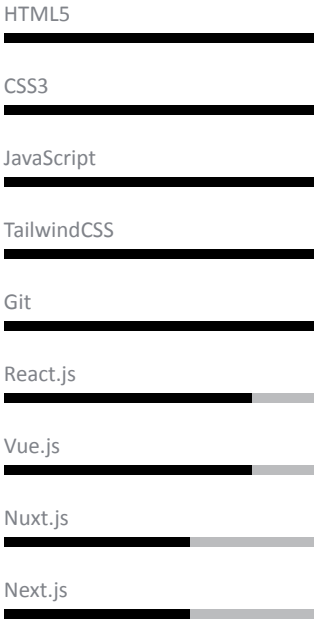 HTML5
CSS3
JavaScript
TailwindCSS
Git
React.js
Vue.js
Nuxt.js
Next.js